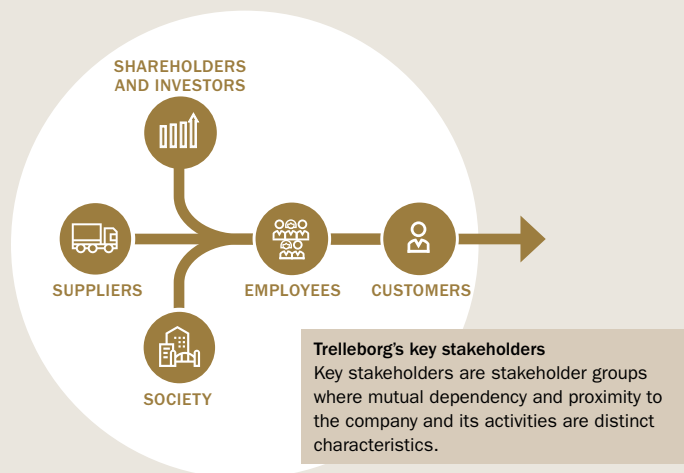 SHAREHOLDERS
AND INVESTORS
SUPPLIERS
EMPLOYEES
CUSTOMERS
SOCIETY
Trelleborg’s key stakeholders
Key stakeholders are stakeholder groups
where mutual dependency and proximity to
the company and its activities are distinct
characteristics.